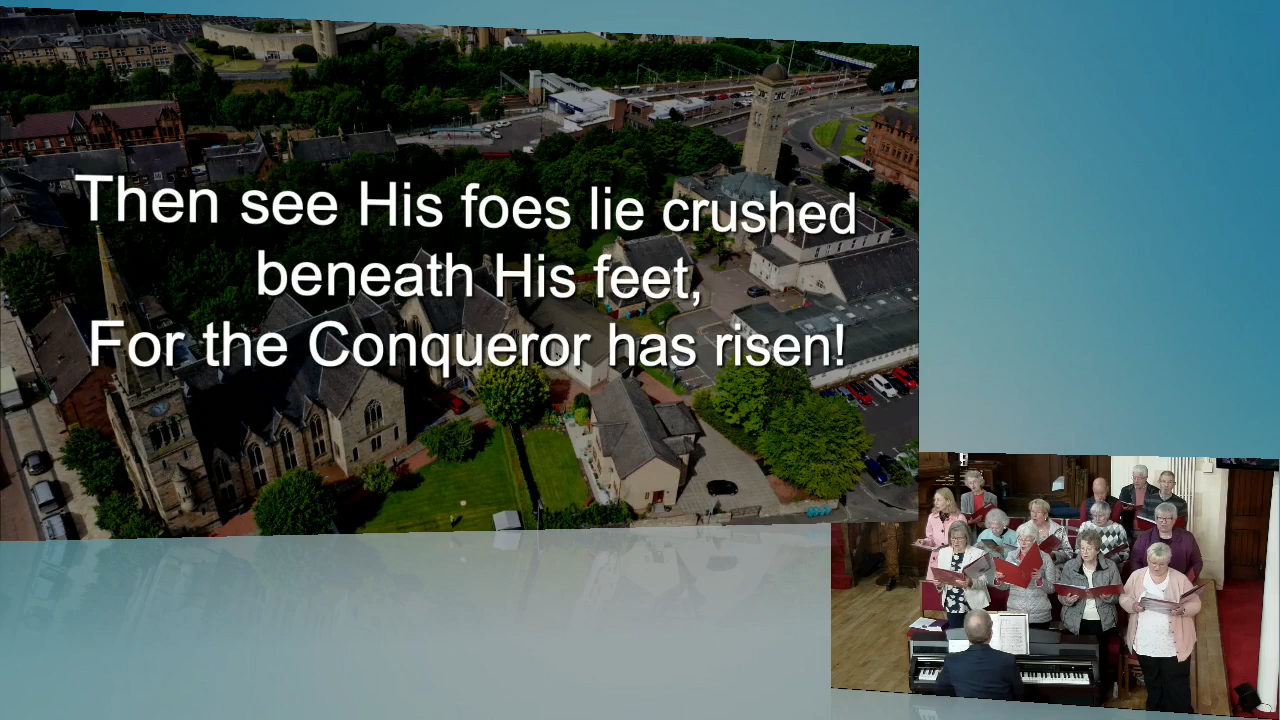 Then see His foes lie crushed
beneath His feet,
For the Conqueror has risen!